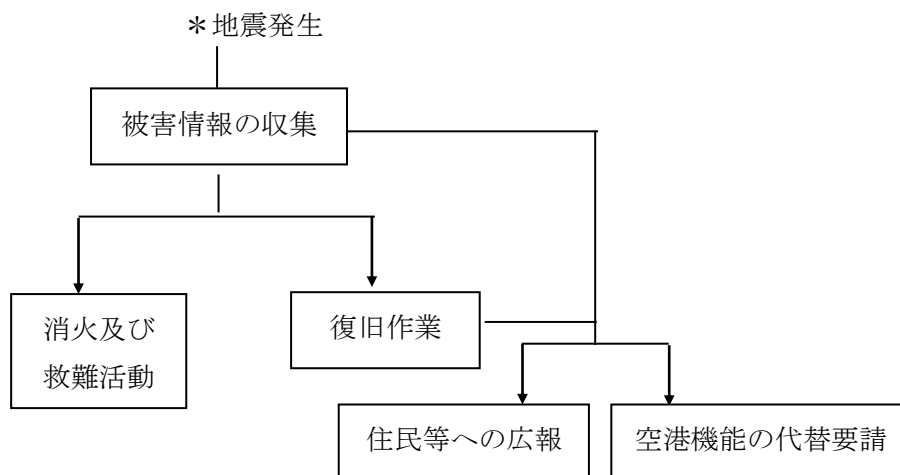 ＊地震発生
被害情報の収集
消火及び
救難活動
復旧作業
住民等への広報
空港機能の代替要請